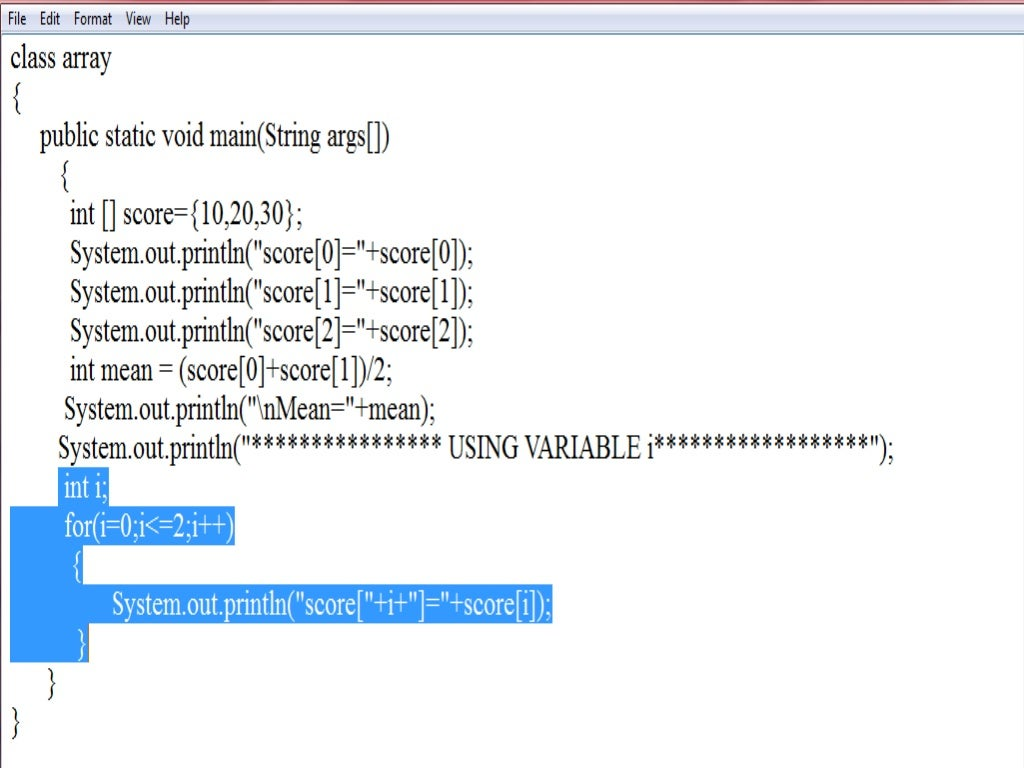 File Edit Format View Help
class array
{
public static void main(String args[])
{
int [] score={10,20,30};
System.out.println("score[0]="+score[0]);
System.out.println("score[1]="+score[1]);
System.out.println("score[2]="+score[2]);
int mean = (score[0]+score[1])/2;
System.out.println("\nMean="+mean);
System.out.println("**************** USING VARIABLE i******************");
int i;
for(i=0;i<=2;i++)
{
System.out.println("score["+i+"]="+score[i]);
}
}
}